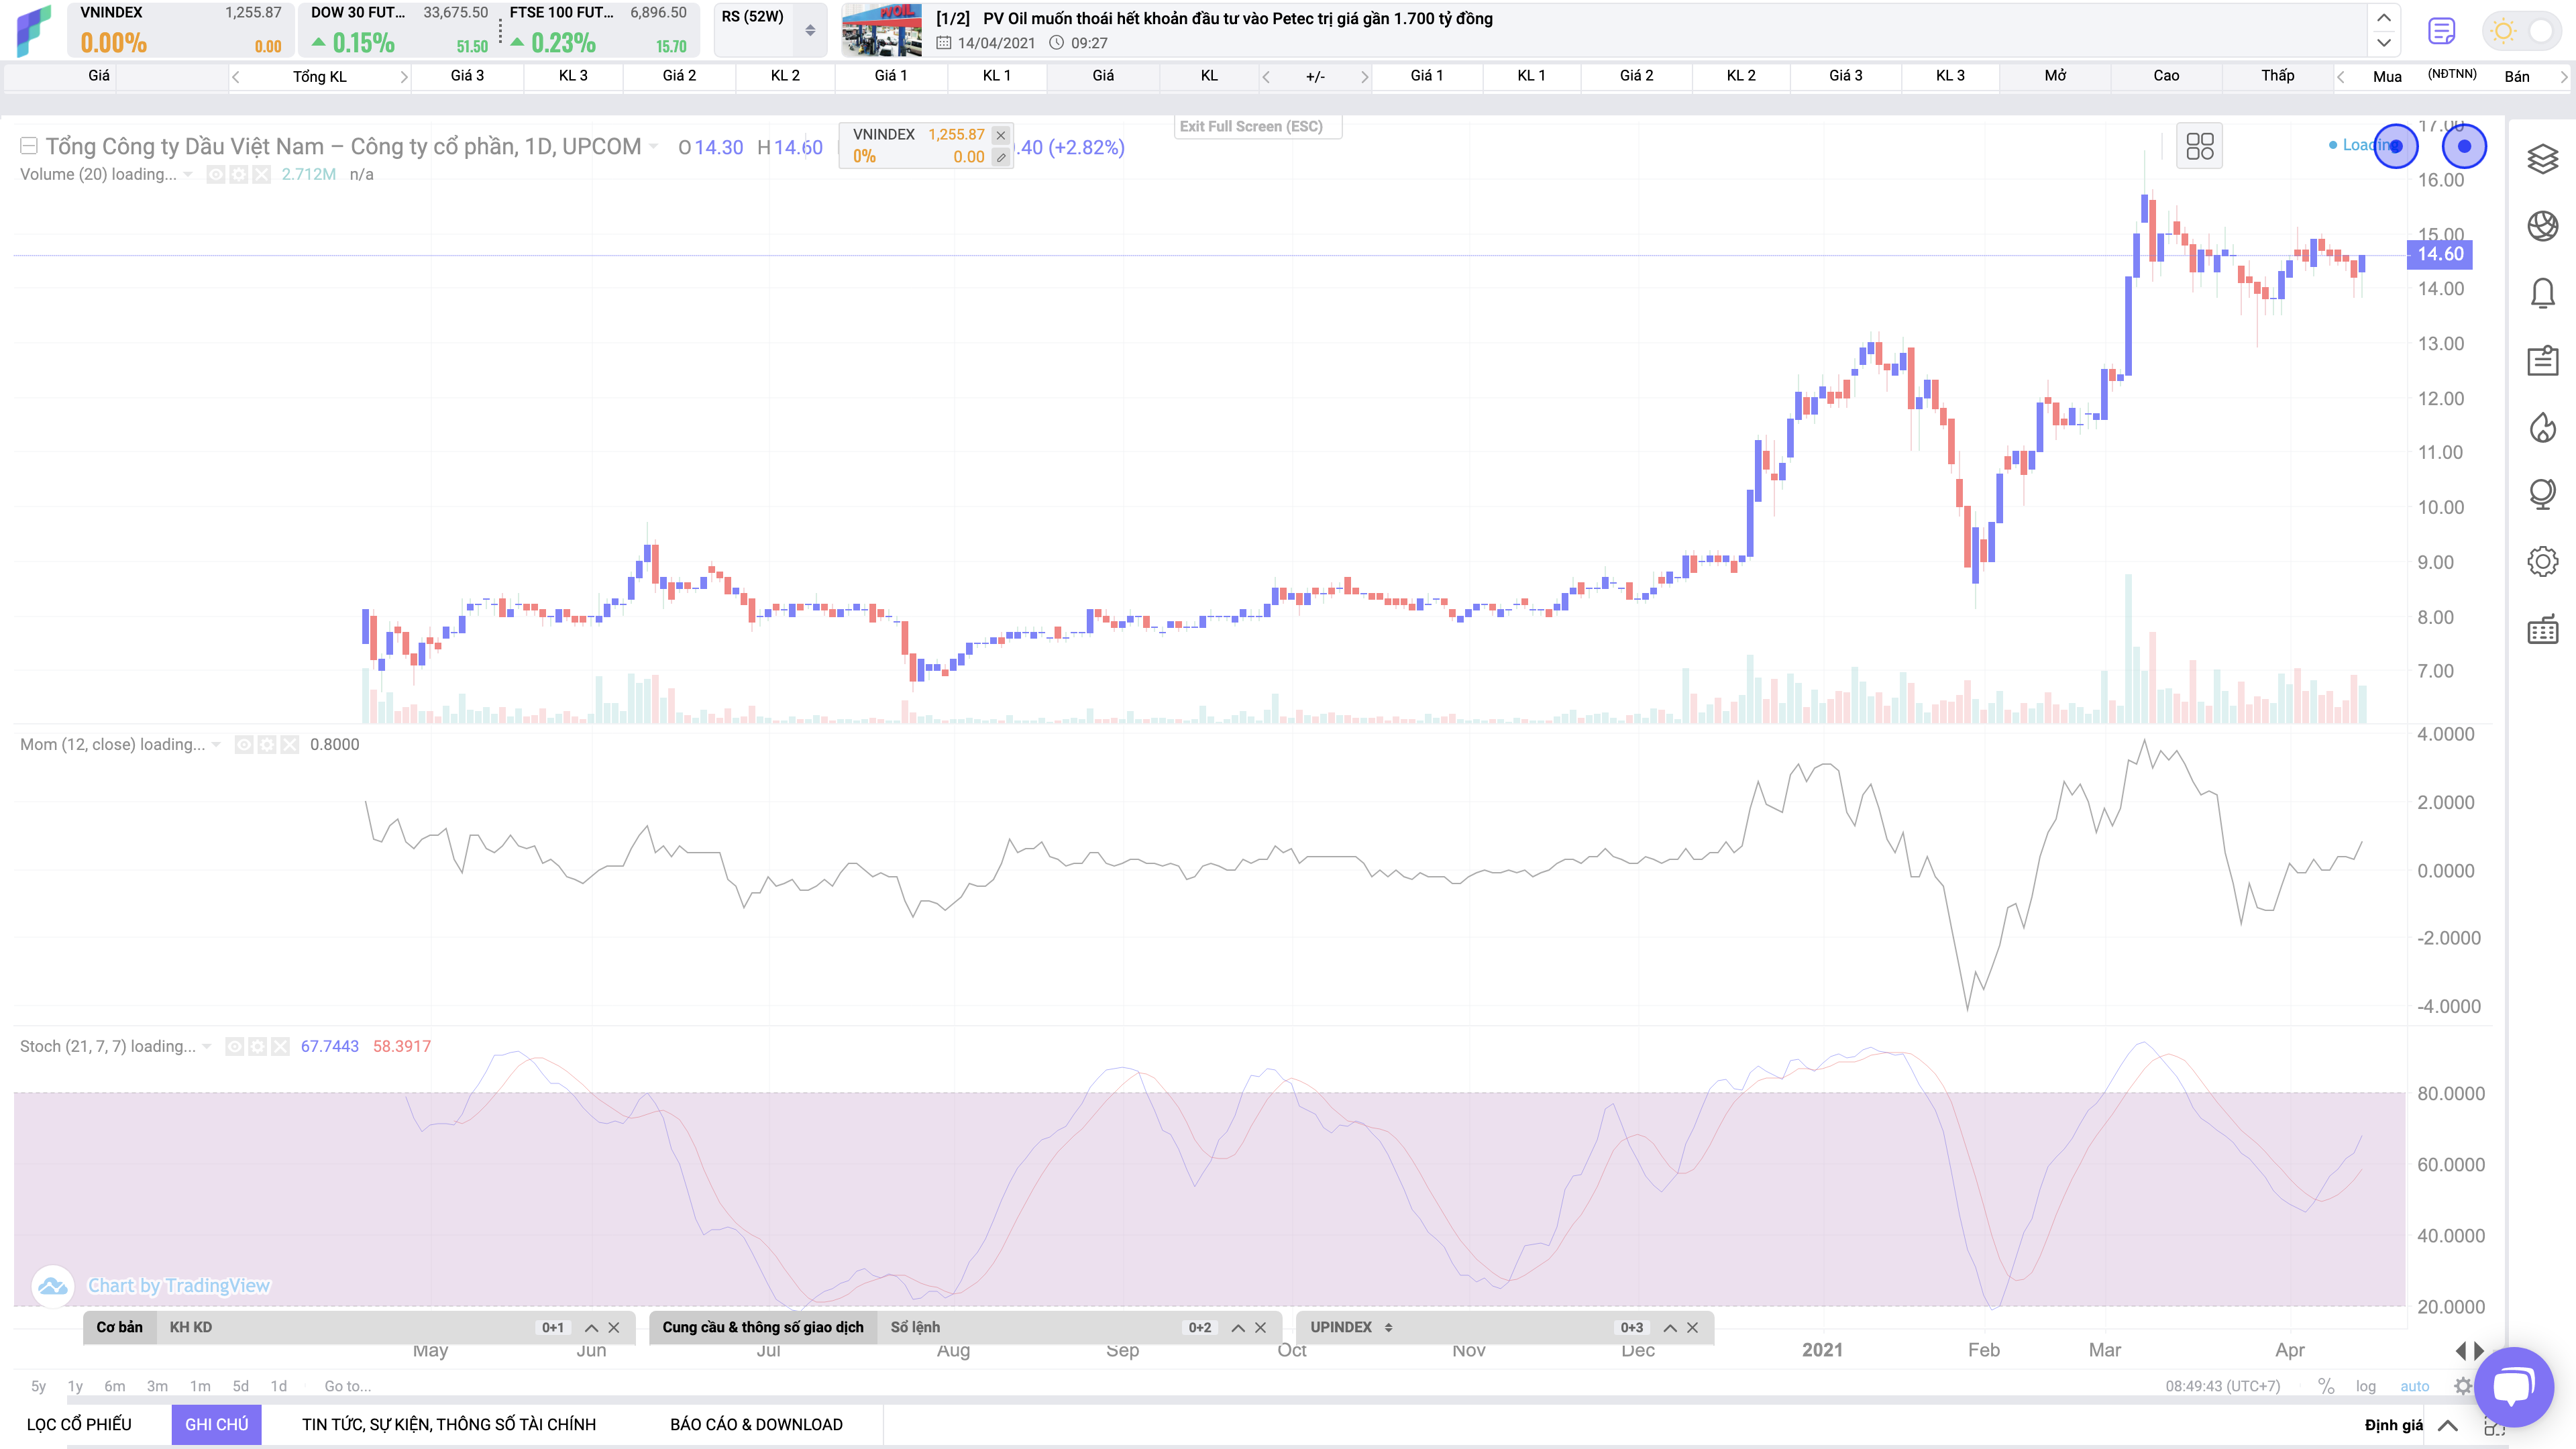 VNINDEX 1,255.87
0.00% 0.00
DOW 30 FUT... 33,675.50
0.15% 51.50
FTSE 100 FUT... 6,896.50
0.23% 15.70
RS (52W)
PVOIL
[1/2] PV Oil muốn thoái hết khoản đầu tư vào Petec trị giá gần 1.700 tỷ đồng
14/04/2021 09:27
Giá Tổng KL Giá 3 KL 3 Giá 2 KL 2 Giá 1 KL 1 Giá KL +/- Giá 1 KL 1 Giá 2 KL 2 Giá 3 KL 3 Mở Cao Thấp Mua (NĐTNN) Bán
Tổng Công ty Dầu Việt Nam – Công ty cổ phần, 1D, UPCOM O14.30 H14.60 .40 (+2.82%)
VNINDEX 1,255.87
0% 0.00
Exit Full Screen (ESC)
Loading
Volume (20) loading... 2.712M n/a
17.00
16.00
15.00
14.60
14.00
13.00
12.00
11.00
10.00
9.00
8.00
7.00
Mom (12, close) loading... 0.8000
4.0000
2.0000
0.0000
-2.0000
-4.0000
Stoch (21, 7, 7) loading... 67.7443 58.3917
80.0000
60.0000
40.0000
20.0000
Chart by TradingView
Cơ bản KH KD 0+1
Cung cầu & thông số giao dịch Sổ lệnh 0+2
UPINDEX 0+3
May Jun Jul Aug Sep Oct Nov Dec 2021 Feb Mar Apr
5y 1y 6m 3m 1m 5d 1d Go to... 08:49:43 (UTC+7) % log auto
LỌC CỔ PHIẾU GHI CHÚ TIN TỨC, SỰ KIỆN, THÔNG SỐ TÀI CHÍNH BÁO CÁO & DOWNLOAD Định giá